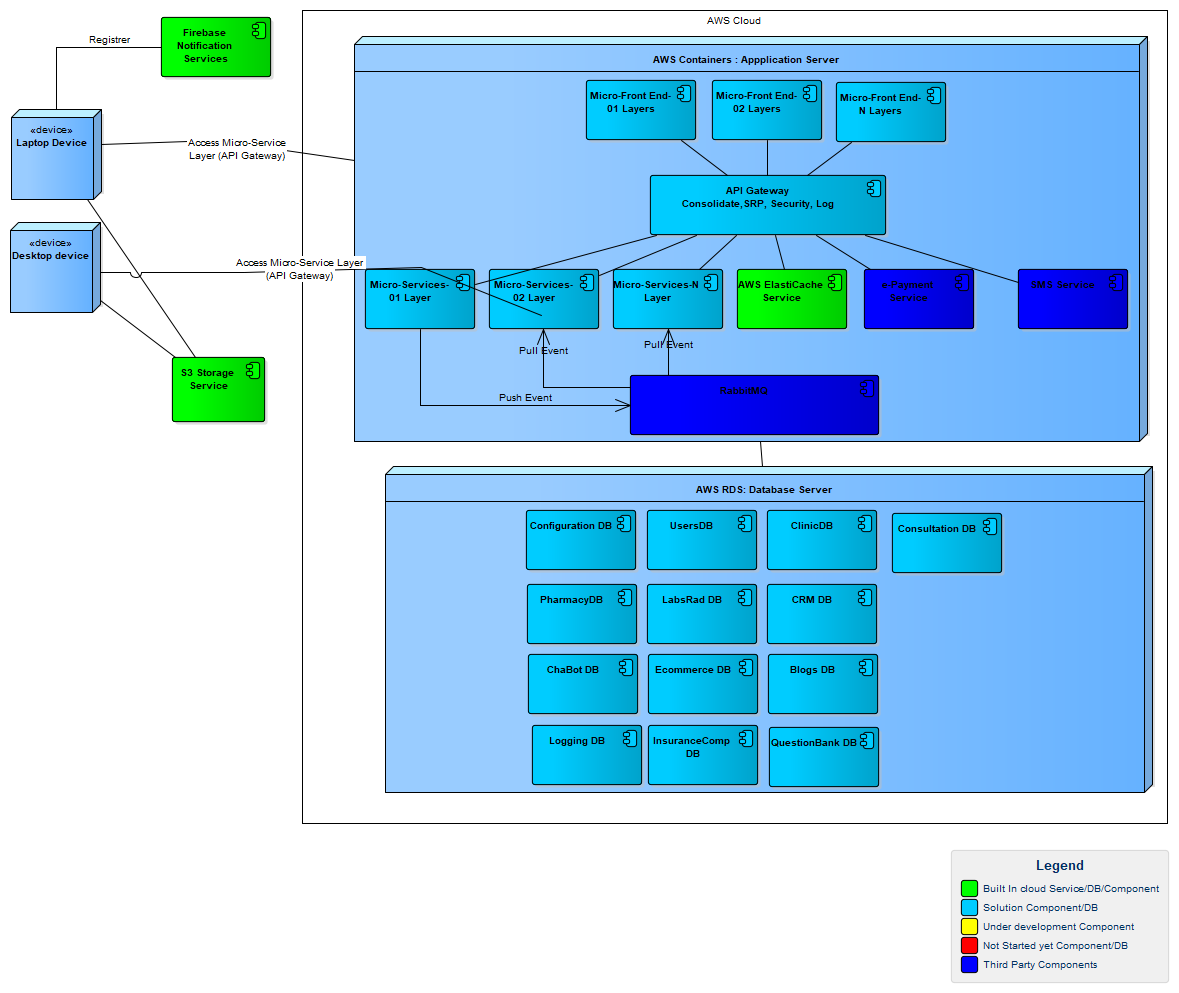 AWS Cloud
Firebase
Notification
Services
Registrer
AWS Containers : Appplication Server
Micro-Front End-
01 Layers
Micro-Front End-
02 Layers
Micro-Front End-
N Layers
«device»
Laptop Device
Access Micro-Service
Layer (API Gateway)
API Gateway
Consolidate,SRP, Security, Log
«device»
Desktop device
Access Micro-Service Layer
(API Gateway)
Micro-Services-
01 Layer
Micro-Services-
02 Layer
Micro-Services-N
Layer
AWS ElastiCache
Service
e-Payment
Service
SMS Service
Pull Event
Pull Event
S3 Storage
Service
Push Event
RabbitMQ
AWS RDS: Database Server
Configuration DB
UsersDB
ClinicDB
Consultation DB
PharmacyDB
LabsRad DB
CRM DB
ChaBot DB
Ecommerce DB
Blogs DB
Logging DB
InsuranceComp
DB
QuestionBank DB
Legend
Built In cloud Service/DB/Component
Solution Component/DB
Under development Component
Not Started yet Component/DB
Third Party Components